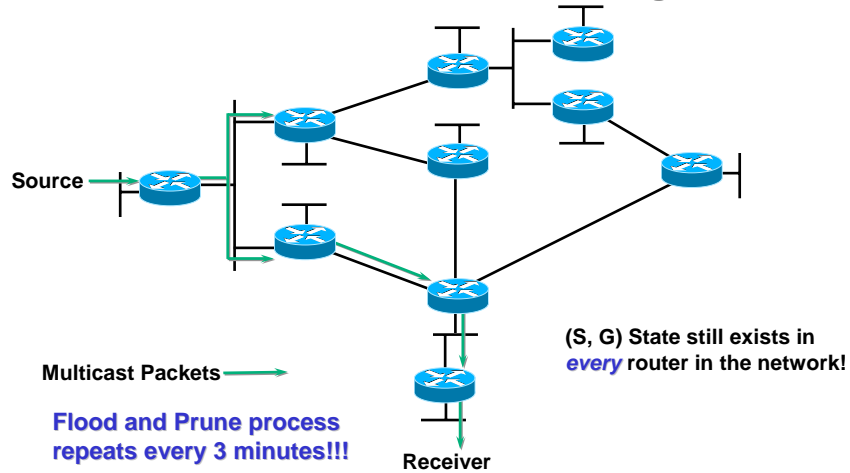 Source
(S, G) State still exists in
every router in the network!
Multicast Packets
Flood and Prune process
repeats every 3 minutes!!!
Receiver